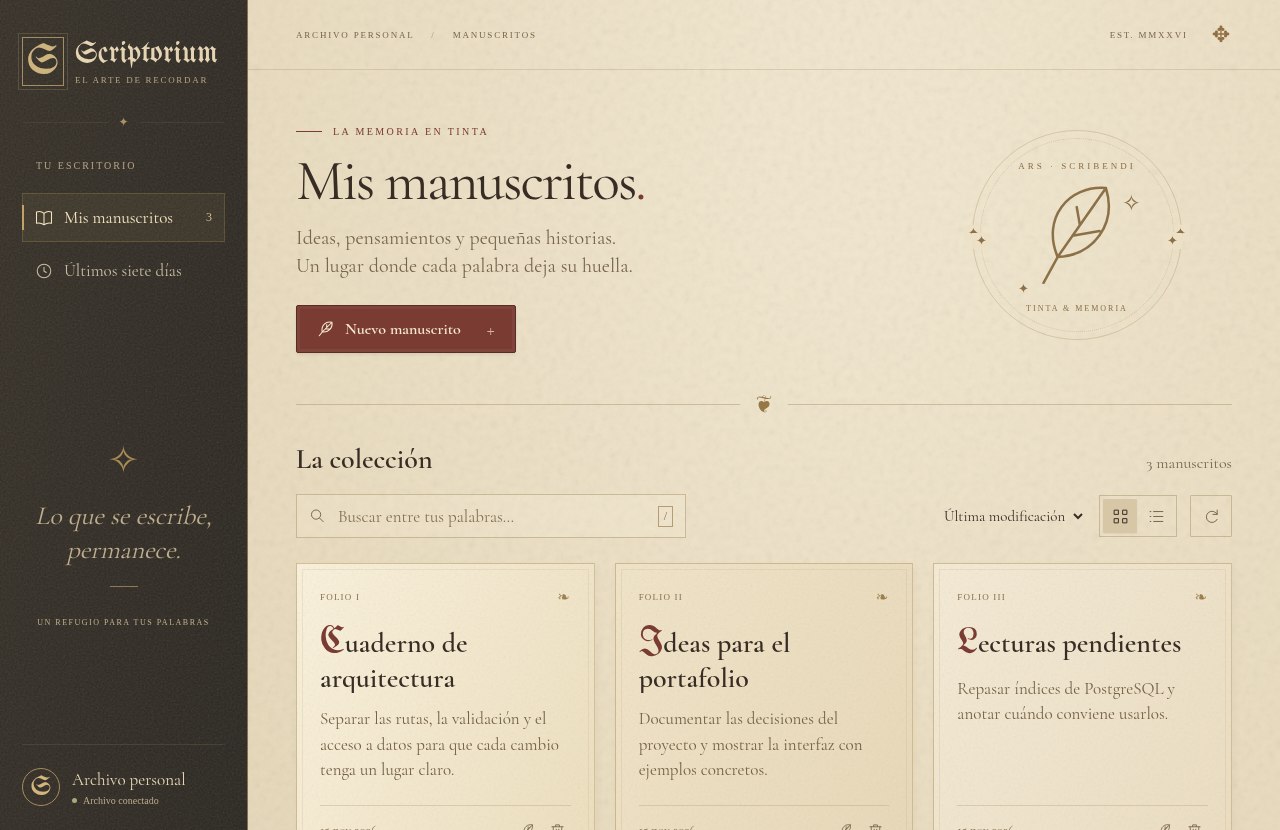 S
Scriptorium
EL ARTE DE RECORDAR
TU ESCRITORIO
Mis manuscritos 3
Últimos siete días
Lo que se escribe,
permanece.
UN REFUGIO PARA TUS PALABRAS
S
Archivo personal
Archivo conectado
ARCHIVO PERSONAL / MANUSCRITOS
EST. MMXXVI
LA MEMORIA EN TINTA
Mis manuscritos.
Ideas, pensamientos y pequeñas historias.
Un lugar donde cada palabra deja su huella.
Nuevo manuscrito +
ARS · SCRIBENDI
TINTA & MEMORIA
La colección
3 manuscritos
Buscar entre tus palabras... /
Última modificación
FOLIO I
Cuaderno de
arquitectura
Separar las rutas, la validación y el
acceso a datos para que cada cambio
tenga un lugar claro.
FOLIO II
Ideas para el
portafolio
Documentar las decisiones del
proyecto y mostrar la interfaz con
ejemplos concretos.
FOLIO III
Lecturas pendientes
Repasar índices de PostgreSQL y
anotar cuándo conviene usarlos.